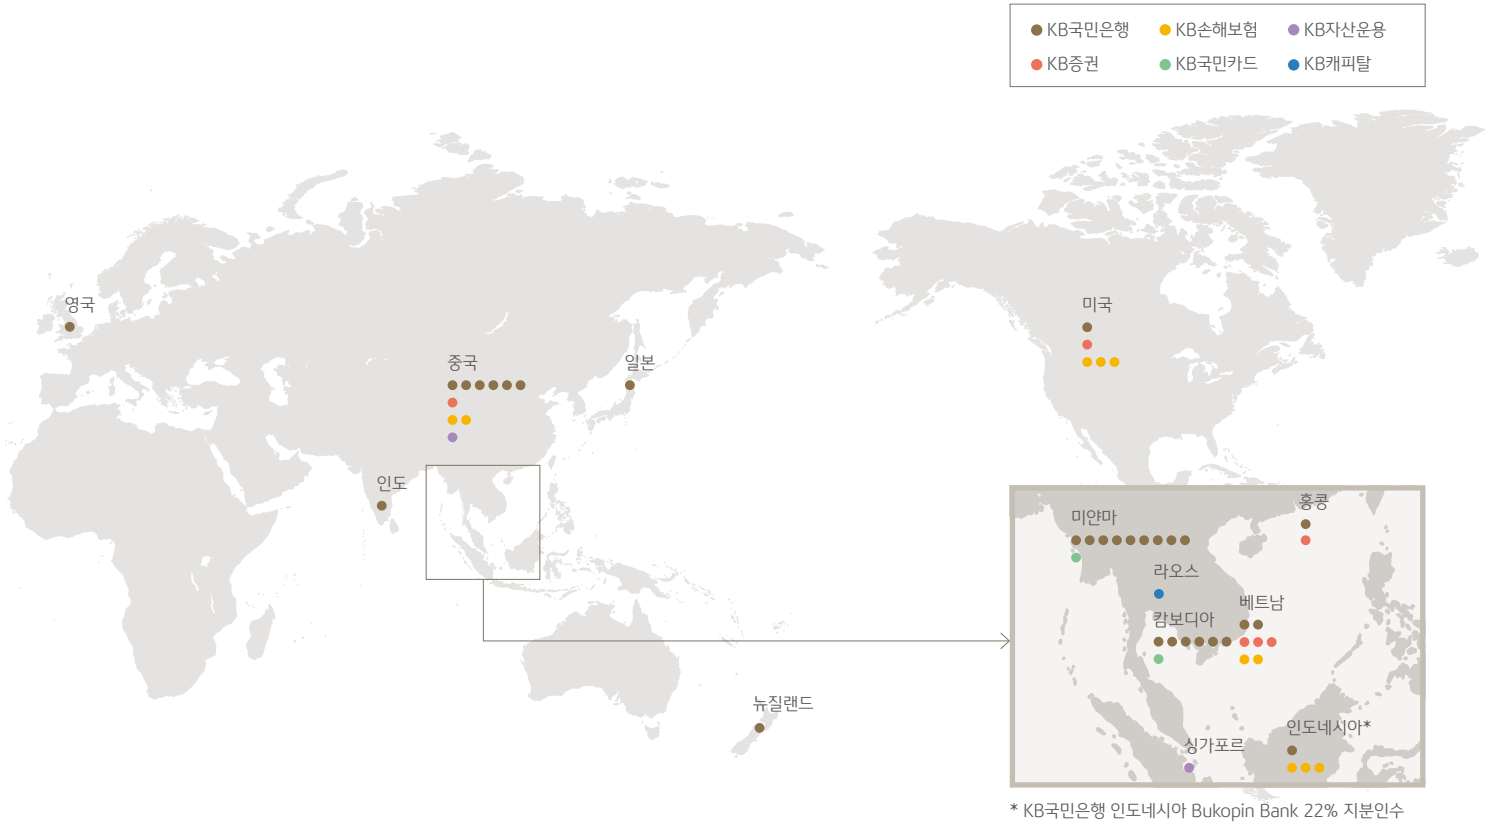 KB국민은행 KB손해보험 KB자산운용
KB증권 KB국민카드 KB캐피탈
영국
미국
중국
일본
인도
홍콩
미얀마
라오스
베트남
캄보디아
뉴질랜드
인도네시아*
싱가포르
* KB국민은행 인도네시아 Bukopin Bank 22% 지분인수